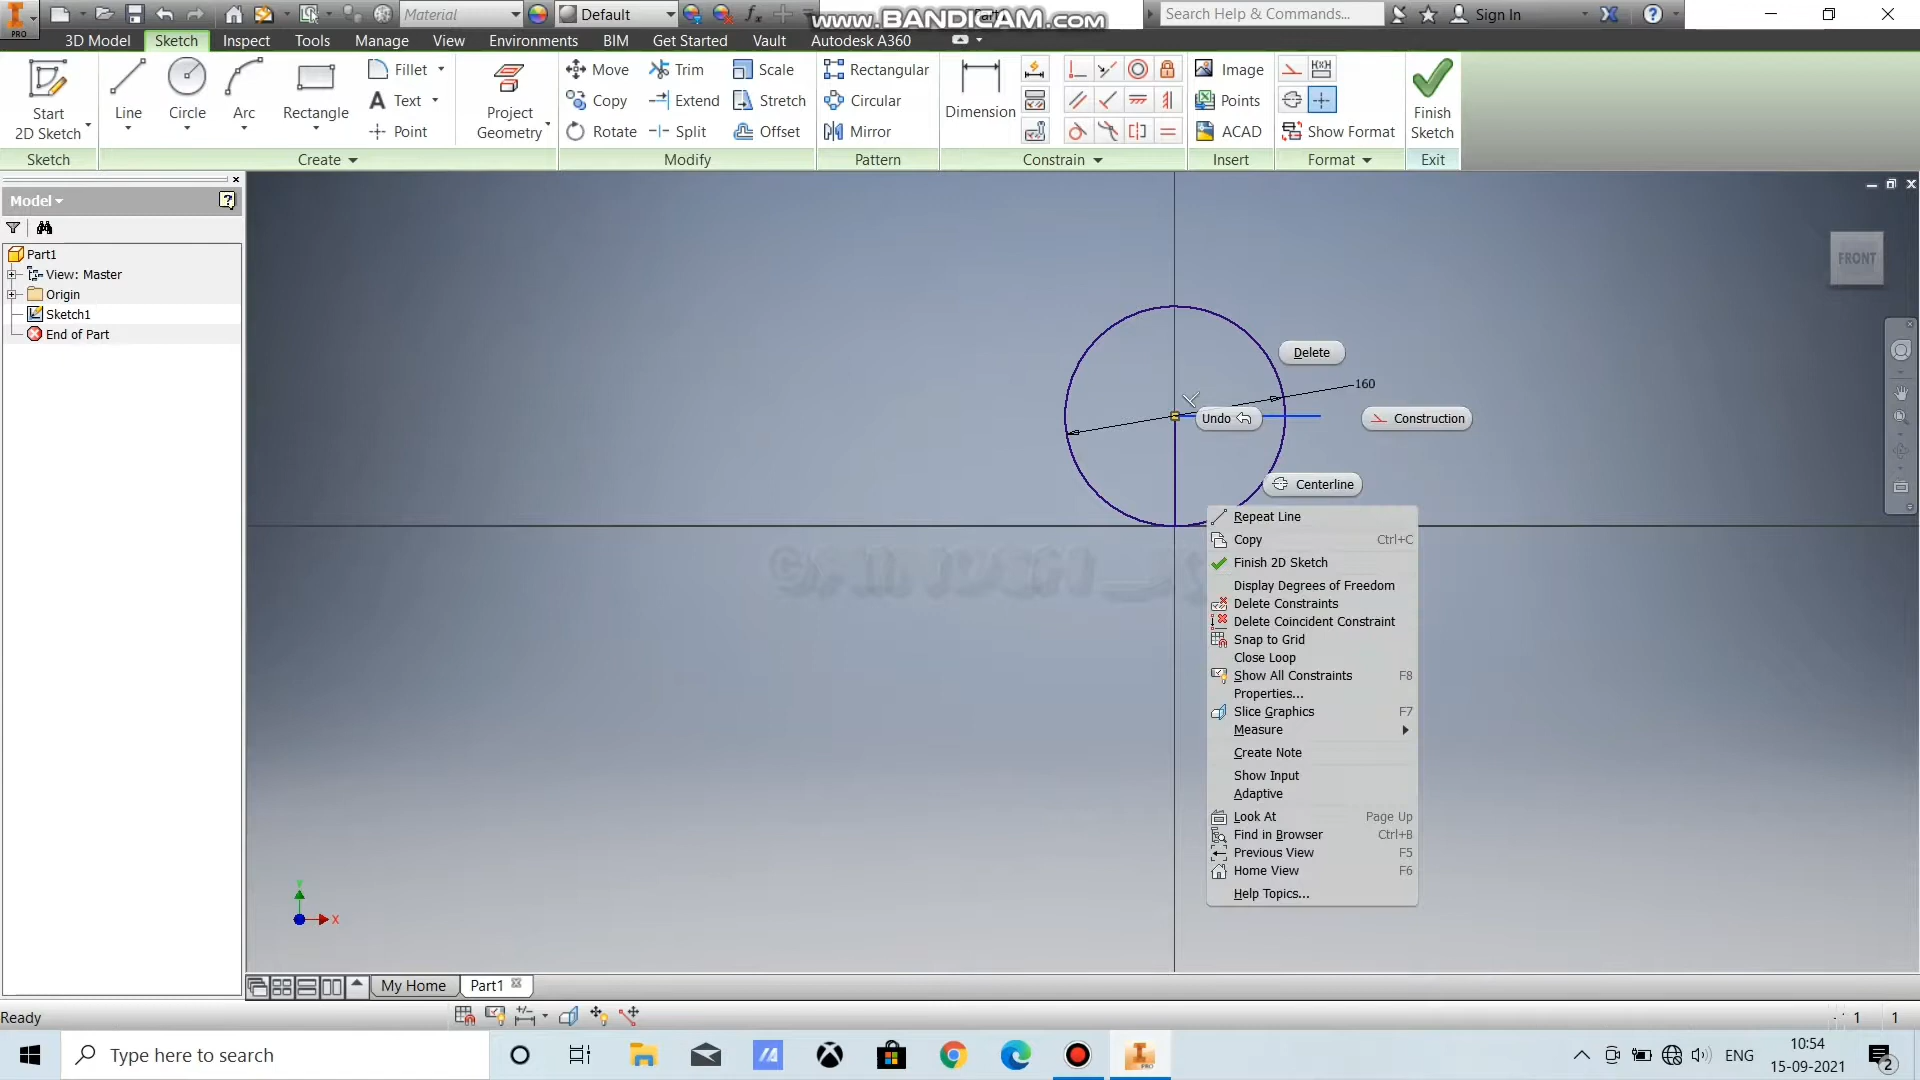 PRO
Material
Default
www.BANDICAM.com
Search Help & Commands...
Sign In
3D Model
Sketch
Inspect
Tools
Manage
View
Environments
BIM
Get Started
Vault
Autodesk A360
Start
2D Sketch
Line
Circle
Arc
Rectangle
Fillet
Text
Point
Project
Geometry
Move
Copy
Rotate
Trim
Extend
Split
Scale
Stretch
Offset
Rectangular
Circular
Mirror
Dimension
Image
Points
ACAD
Show Format
Finish
Sketch
Sketch
Create
Modify
Pattern
Constrain
Insert
Format
Exit
Model
Part1
View: Master
Origin
Sketch1
End of Part
FRONT
Delete
160
Undo
Construction
Centerline
Repeat Line
Copy Ctrl+C
Finish 2D Sketch
Display Degrees of Freedom
Delete Constraints
Delete Coincident Constraint
Snap to Grid
Close Loop
Show All Constraints F8
Properties...
Slice Graphics F7
Measure
Create Note
Show Input
Adaptive
Look At Page Up
Find in Browser Ctrl+B
Previous View F5
Home View F6
Help Topics...
Y
X
My Home
Part1
Ready
1 1
Type here to search
ENG
10:54
15-09-2021
2